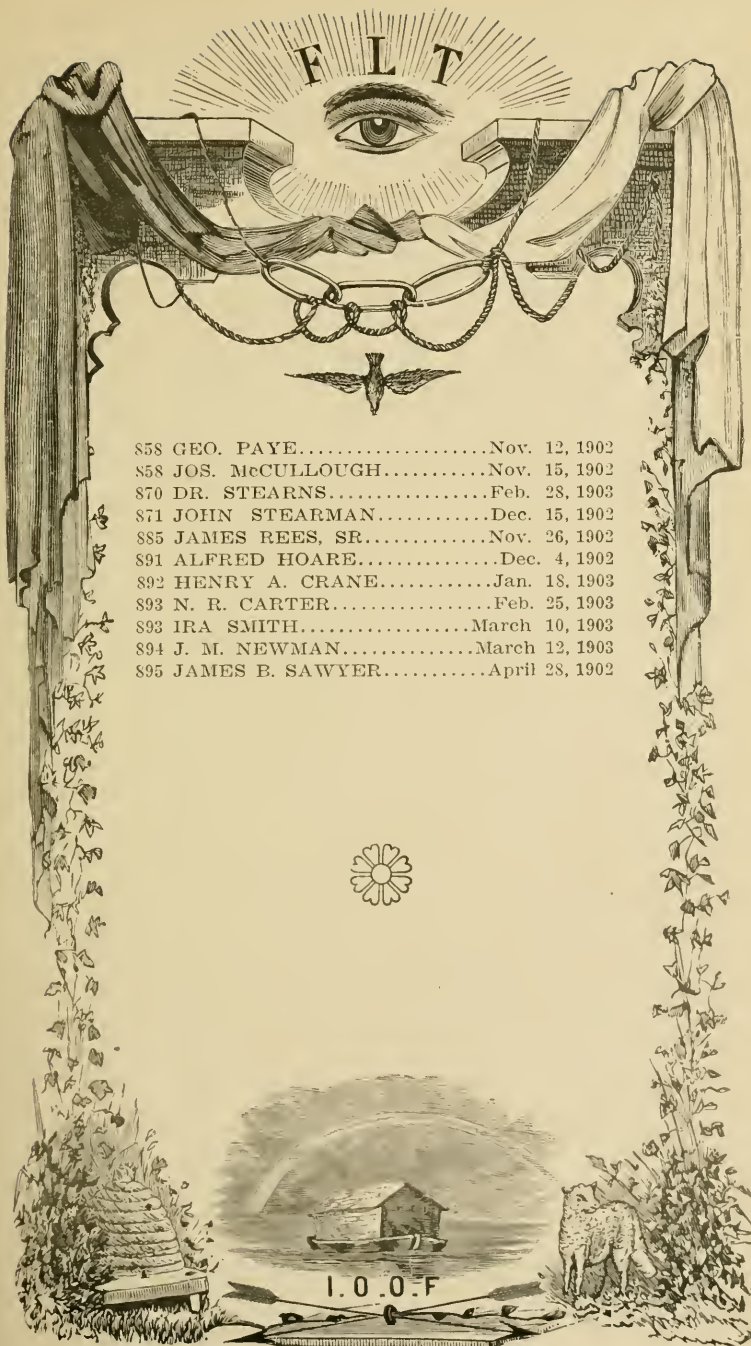 F L T
858 GEO. PAYE....................Nov. 12, 1902
858 JOS. McCULLOUGH...........Nov. 15, 1902
870 DR. STEARNS.................Feb. 28, 1903
871 JOHN STEARMAN............Dec. 15, 1902
885 JAMES REES, SR.............Nov. 26, 1902
891 ALFRED HOARE...............Dec. 4, 1902
892 HENRY A. CRANE............Jan. 18, 1903
893 N. R. CARTER.................Feb. 25, 1903
893 IRA SMITH..................March 10, 1903
894 J. M. NEWMAN..............March 12, 1903
895 JAMES B. SAWYER...........April 28, 1902
I.O.O.F